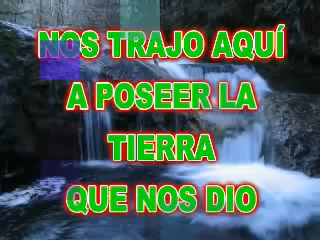 NOS TRAJO AQUÍ
A POSEER LA
TIERRA
QUE NOS DIO